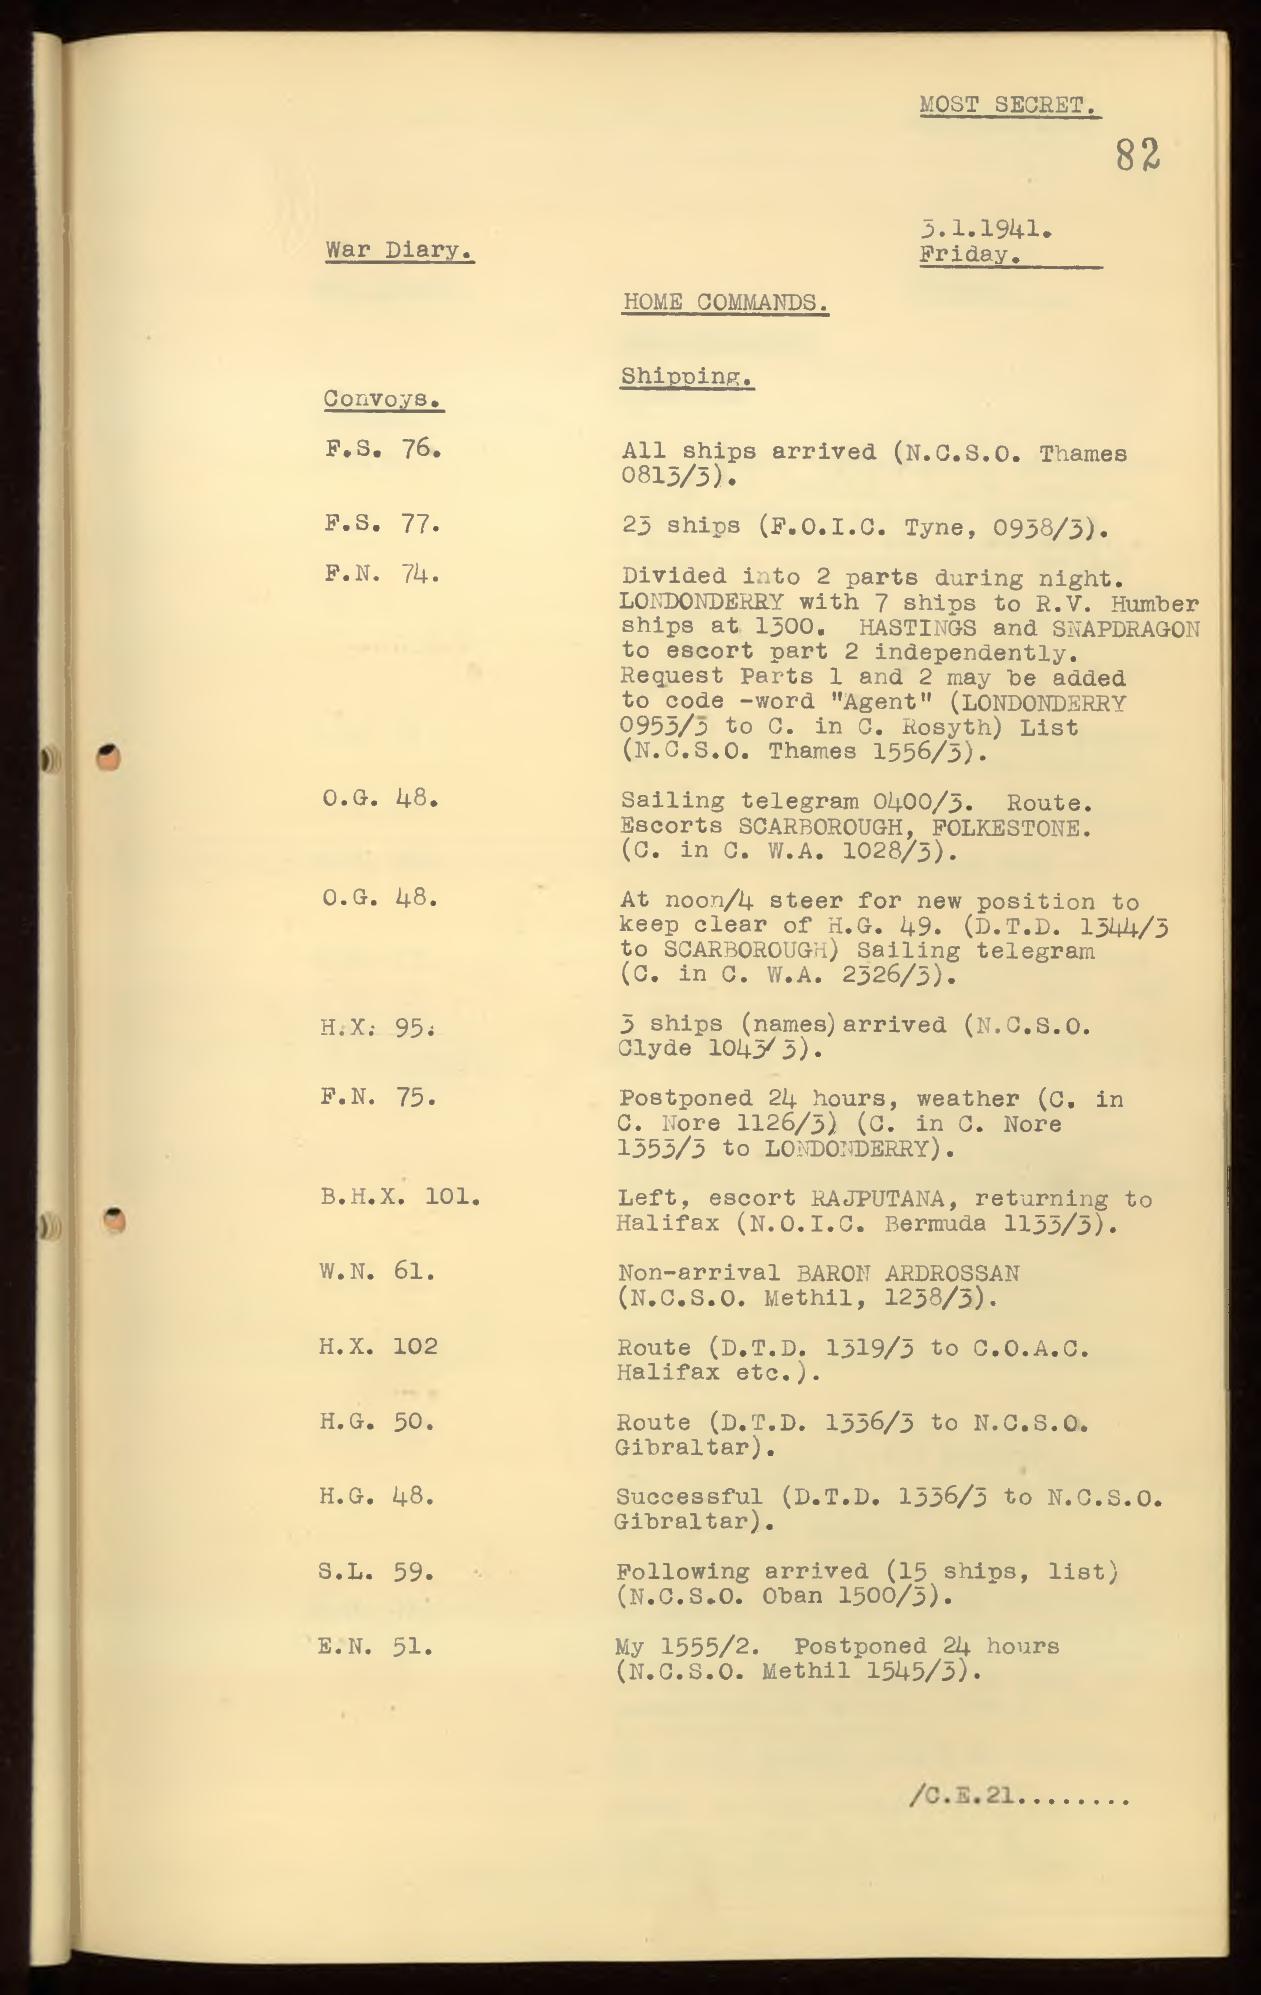 MOST SECRET.
82
3.1.1941.
War Diary.
Friday.
HOME COMMANDS.
Shipping.
Convoys.
F.S. 76.
All ships arrived (N.C.S.O. Thames
0813/3).
F.S. 77.
23 ships (F.O.I.C. Tyne, 0938/3).
F.N. 74.
Divided into 2 parts during night.
LONDONDERRY with 7 ships to R.V. Humber
ships at 1300. HASTINGS and SNAPDRAGON
to escort part 2 independently.
Request Parts 1 and 2 may be added
to code -word "Agent" (LONDONDERRY
0953/3 to C. in C. Rosyth) List
(N.C.S.O. Thames 1556/3).
O.G. 48.
Sailing telegram 0400/3. Route.
Escorts SCARBOROUGH, FOLKESTONE.
(C. in C. W.A. 1028/3).
O.G. 48.
At noon/4 steer for new position to
keep clear of H.G. 49. (D.T.D. 1344/3
to SCARBOROUGH) Sailing telegram
(C. in C. W.A. 2326/3).
H.X. 95.
3 ships (names) arrived (N.C.S.O.
Clyde 1043/3).
F.N. 75.
Postponed 24 hours, weather (C. in
C. Nore 1126/3) (C. in C. Nore
1353/3 to LONDONDERRY).
B.H.X. 101.
Left, escort RAJPUTANA, returning to
Halifax (N.O.I.C. Bermuda 1133/3).
W.N. 61.
Non-arrival BARON ARDROSSAN
(N.C.S.O. Methil, 1238/3).
H.X. 102
Route (D.T.D. 1319/3 to C.O.A.C.
Halifax etc.).
H.G. 50.
Route (D.T.D. 1336/3 to N.C.S.O.
Gibraltar).
H.G. 48.
Successful (D.T.D. 1336/3 to N.C.S.O.
Gibraltar).
S.L. 59.
Following arrived (15 ships, list)
(N.C.S.O. Oban 1500/3).
E.N. 51.
My 1555/2. Postponed 24 hours
(N.C.S.O. Methil 1545/3).
/C.E.21........